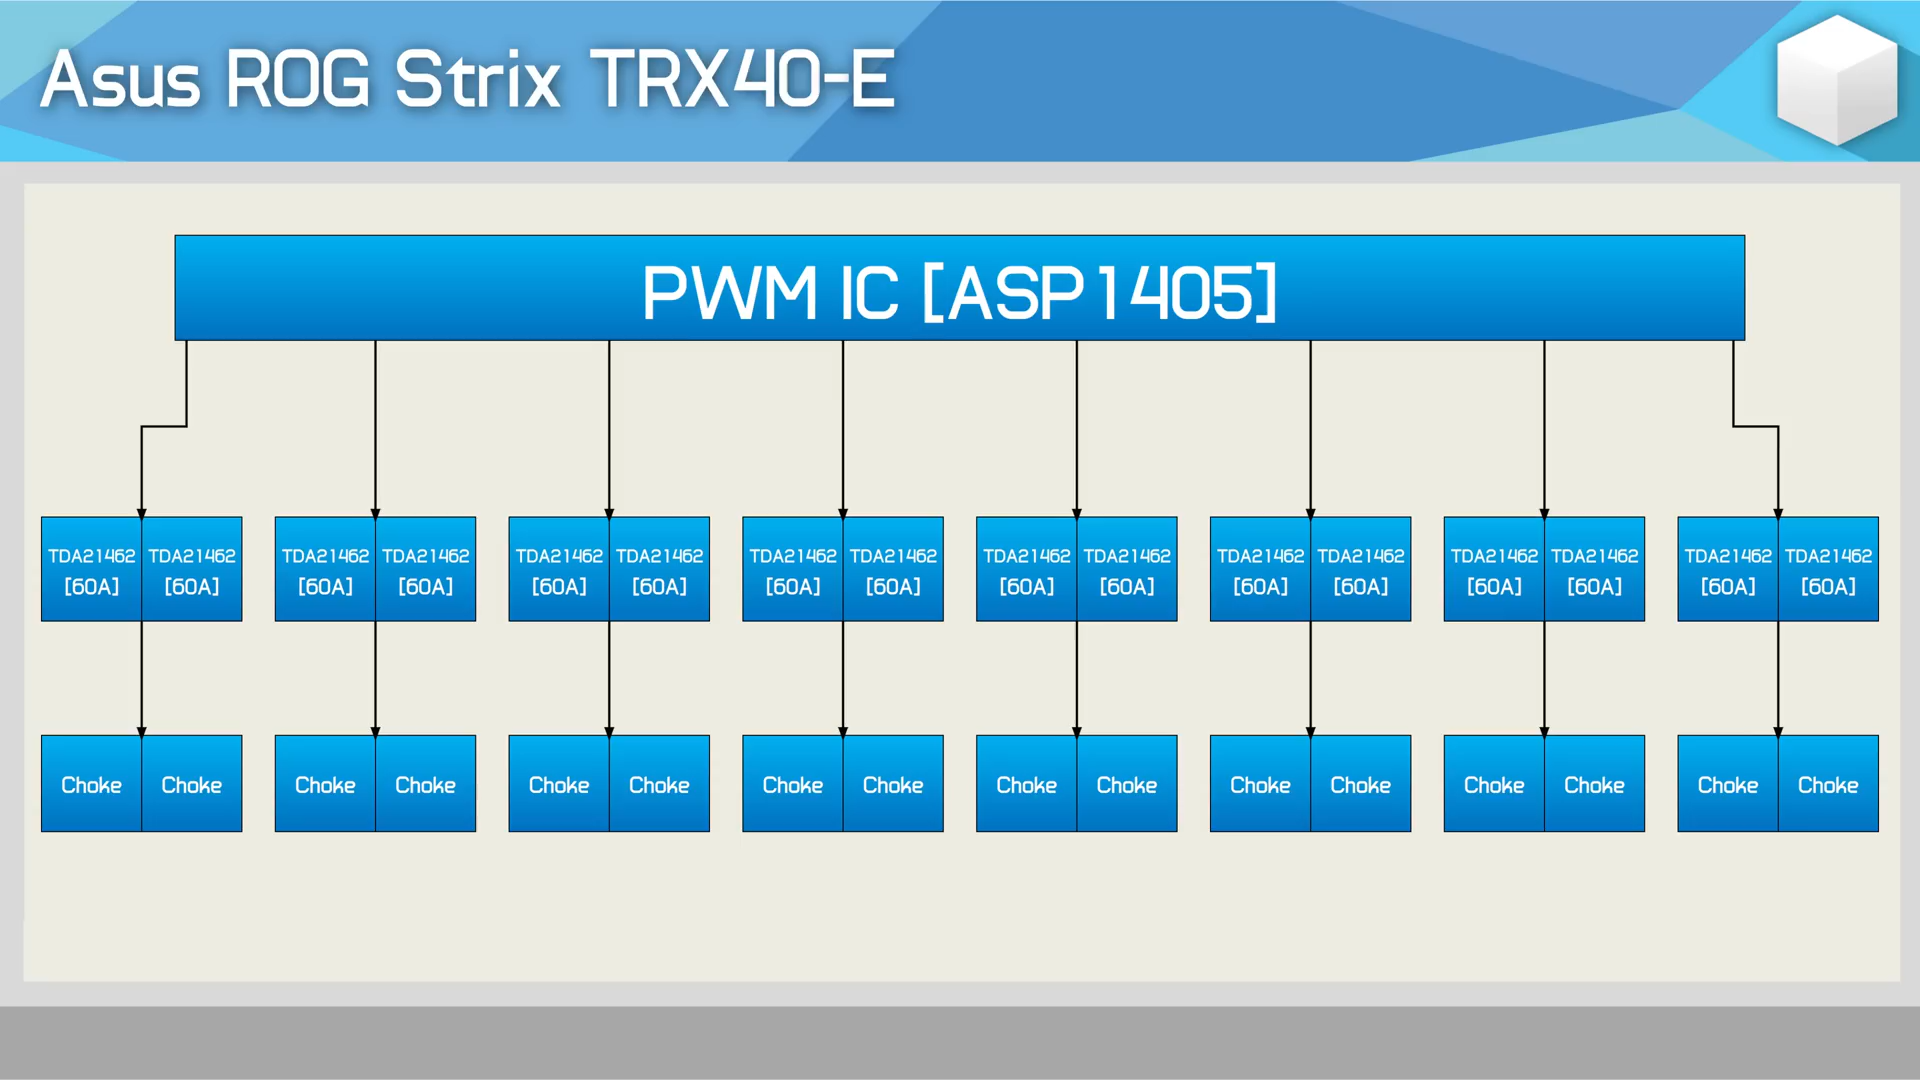 Asus ROG Strix TRX40-E
PWM IC [ASP1405]
TDA21462 TDA21462 TDA21462 TDA21462 TDA21462 TDA21462 TDA21462 TDA21462 TDA21462 TDA21462 TDA21462 TDA21462 TDA21462 TDA21462 TDA21462 TDA21462
[60A] [60A] [60A] [60A] [60A] [60A] [60A] [60A] [60A] [60A] [60A] [60A] [60A] [60A] [60A] [60A]
Choke Choke Choke Choke Choke Choke Choke Choke Choke Choke Choke Choke Choke Choke Choke Choke